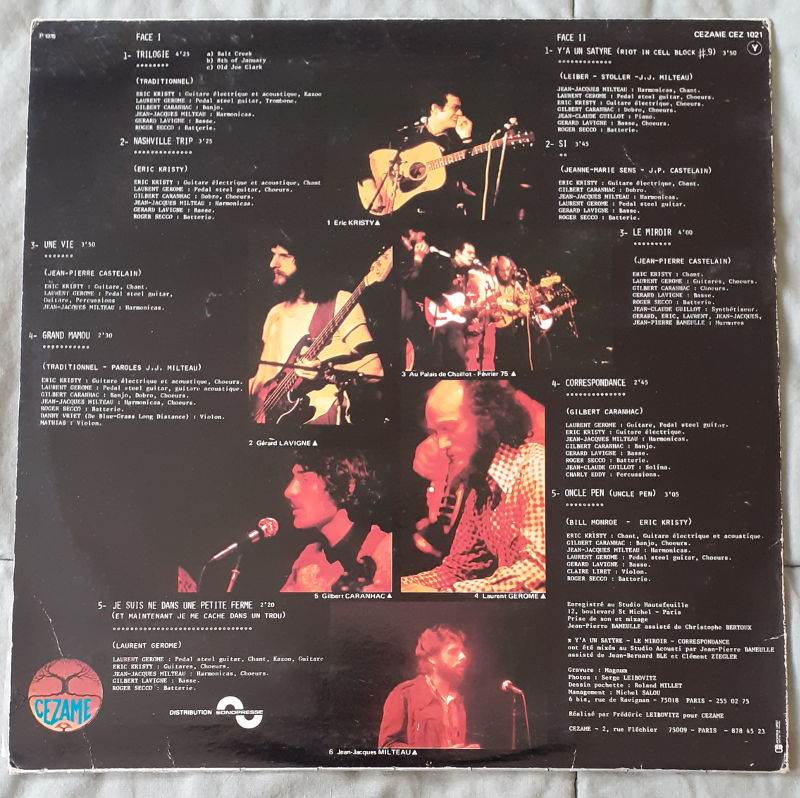 P 1976
FACE I
1- TRILOGIE 4'25
a) Salt Creek
b) 8th of January
c) Old Joe Clark
(TRADITIONNEL)
ERIC KRISTY : Guitare électrique et acoustique, Kazoo
LAURENT GEROME : Pedal steel guitar, Trombone.
GILBERT CARANHAC : Banjo.
JEAN-JACQUES MILTEAU : Harmonicas.
GERARD LAVIGNE : Basse.
ROGER SECCO : Batterie.
2- NASHVILLE TRIP 3'25
(ERIC KRISTY)
ERIC KRISTY : Guitare électrique et acoustique, Chant
LAURENT GEROME : Pedal steel guitar, Choeurs.
GILBERT CARANHAC : Dobro, Choeurs.
JEAN-JACQUES MILTEAU : Harmonicas.
GERARD LAVIGNE : Basse.
ROGER SECCO : Batterie.
3- UNE VIE 3'50
(JEAN-PIERRE CASTELAIN)
ERIC KRISTY : Guitare, Chant.
LAURENT GEROME : Pedal steel guitar,
Guitare, Percussions
JEAN-JACQUES MILTEAU : Harmonicas.
4- GRAND MAMOU 2'30
(TRADITIONNEL - PAROLES J.J. MILTEAU)
ERIC KRISTY : Guitare électrique et acoustique, Choeurs.
LAURENT GEROME : Pedal steel guitar, guitare acoustique.
GILBERT CARANHAC : Banjo, Dobro, Choeurs.
JEAN-JACQUES MILTEAU : Harmonicas, Choeurs.
ROGER SECCO : Batterie.
DANNY VRIET (De Blue-Grass Long Distance) : Violon.
MATHIAS : Violon.
5- JE SUIS NE DANS UNE PETITE FERME 2'20
(ET MAINTENANT JE ME CACHE DANS UN TROU)
(LAURENT GEROME)
LAURENT GEROME : Pedal steel guitar, Chant, Kazoo, Guitare
ERIC KRISTY : Guitares, Choeurs.
JEAN-JACQUES MILTEAU : Harmonicas, Choeurs.
GILBERT LAVIGNE : Basse.
ROGER SECCO : Batterie.
CEZAME
DISTRIBUTION SONOPRESSE
1 Eric KRISTY ▲
3 Au Palais de Chaillot - Février 75 ▲
2 Gérard LAVIGNE ▲
5 Gilbert CARANHAC ▲
4 Laurent GEROME ▲
6 Jean-Jacques MILTEAU ▲
FACE II
CEZAME CEZ 1021
Y
1- Y'A UN SATYRE (RIOT IN CELL BLOCK #9) 3'50
(LEIBER - STOLLER -J.J. MILTEAU)
JEAN-JACQUES MILTEAU : Harmonicas, Chant.
LAURENT GEROME : Pedal steel guitar, Choeurs.
ERIC KRISTY : Guitare électrique, Choeurs.
GILBERT CARANHAC : Dobro, Choeurs.
JEAN-CLAUDE GUILLOT : Piano.
GERARD LAVIGNE : Basse, Choeurs.
ROGER SECCO : Batterie.
2- SI 3'45
(JEANNE-MARIE SENS - J.P. CASTELAIN)
ERIC KRISTY : Guitare électrique, Chant.
GILBERT CARANHAC : Dobro, Choeurs.
JEAN-JACQUES MILTEAU : Harmonicas.
LAURENT GEROME : Pedal steel guitar.
GERARD LAVIGNE : Basse.
ROGER SECCO : Batterie.
3- LE MIROIR 4'00
(JEAN-PIERRE CASTELAIN)
ERIC KRISTY : Chant.
LAURENT GEROME : Guitares, Choeurs.
GILBERT CARANHAC : Choeurs.
GERARD LAVIGNE : Basse.
ROGER SECCO : Batterie.
JEAN-CLAUDE GUILLOT : Synthétiseur.
GERARD, ERIC, LAURENT, JEAN-JACQUES,
JEAN-PIERRE BAMEULLE : Murmures
4- CORRESPONDANCE 2'45
(GILBERT CARANHAC)
LAURENT GEROME : Guitare, Pedal steel guitar.
ERIC KRISTY : Guitare électrique.
JEAN-JACQUES MILTEAU : Harmonicas.
GILBERT CARANHAC : Banjo.
GERARD LAVIGNE : Basse.
ROGER SECCO : Batterie.
JEAN-CLAUDE GUILLOT : Solina.
CHARLY EDDY : Percussions.
5- ONCLE PEN (UNCLE PEN) 3'05
(BILL MONROE - ERIC KRISTY)
ERIC KRISTY : Chant, Guitare électrique et acoustique
GILBERT CARANHAC : Banjo, Choeurs.
JEAN-JACQUES MILTEAU : Harmonicas.
LAURENT GEROME : Pedal steel guitar, Choeurs.
GERARD LAVIGNE : Basse.
CLAIRE LIRET : Violon.
ROGER SECCO : Batterie.
Enregistré au Studio Hautefeuille
12, boulevard St Michel - Paris
Prise de son et mixage
Jean-Pierre BAMEULLE assisté de Christophe BERTOUX
Y'A UN SATYRE - LE MIROIR - CORRESPONDANCE
ont été mixés au Studio Acousti par Jean-Pierre BAMEULLE
assisté de Jean-Bernard BLE et Clément ZIEGLER
Gravure : Magnum
Photos : Serge LEIBOVITZ
Dessin pochette : Roland MILLET
Management : Michel SALOU
6 bis, rue de Ravignan - 75018 PARIS - 255 02 75
Réalisé par Frédéric LEIBOVITZ pour CEZAME
CEZAME - 2, rue Fléchier 75009 - PARIS - 878 45 23